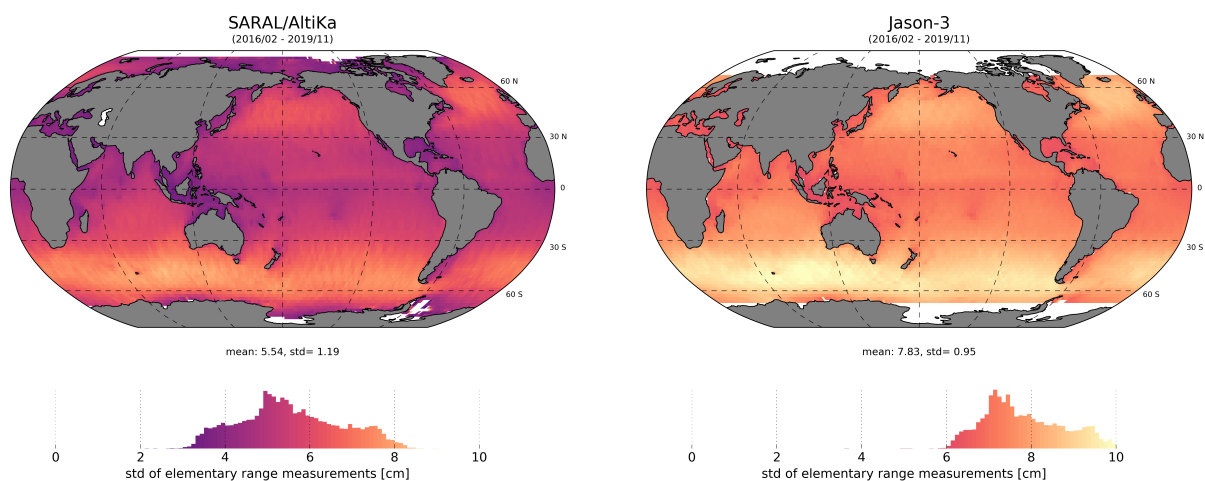 SARAL/AltiKa
(2016/02 - 2019/11)
60 N
30 N
0
30 S
60 S
mean: 5.54, std= 1.19
0 2 4 6 8 10
std of elementary range measurements [cm]
Jason-3
(2016/02 - 2019/11)
60 N
30 N
0
30 S
60 S
mean: 7.83, std= 0.95
0 2 4 6 8 10
std of elementary range measurements [cm]